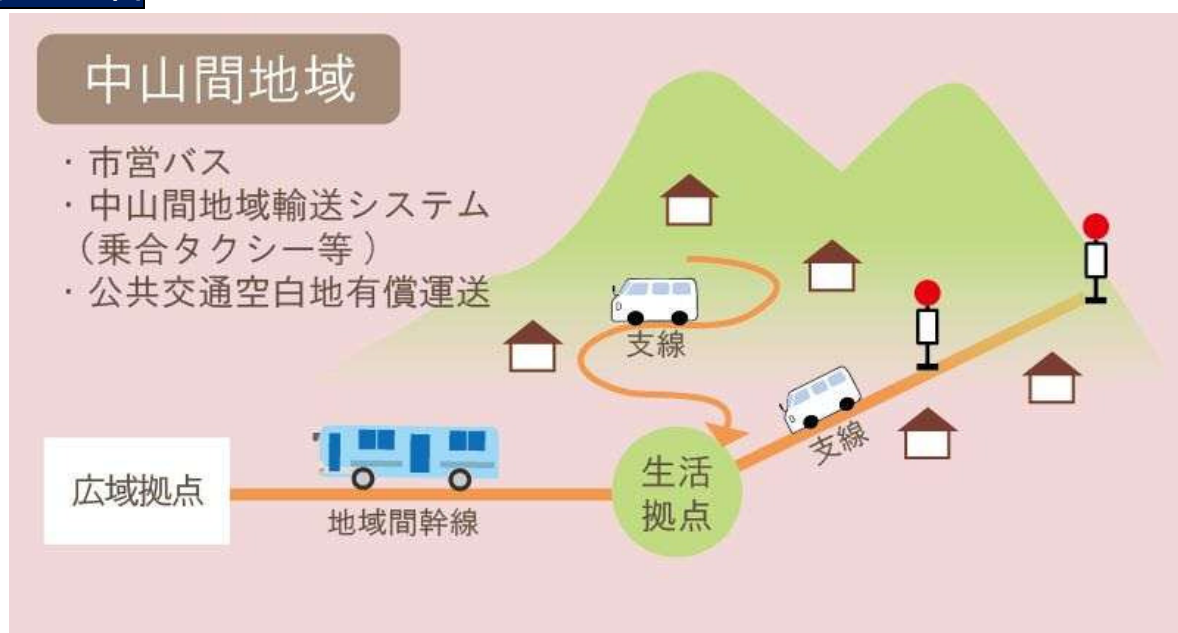 中山間地域
・市営バス
・中山間地域輸送システム
（乗合タクシー等）
・公共交通空白地有償運送
支線
支線
広域拠点
地域間幹線
生活
拠点